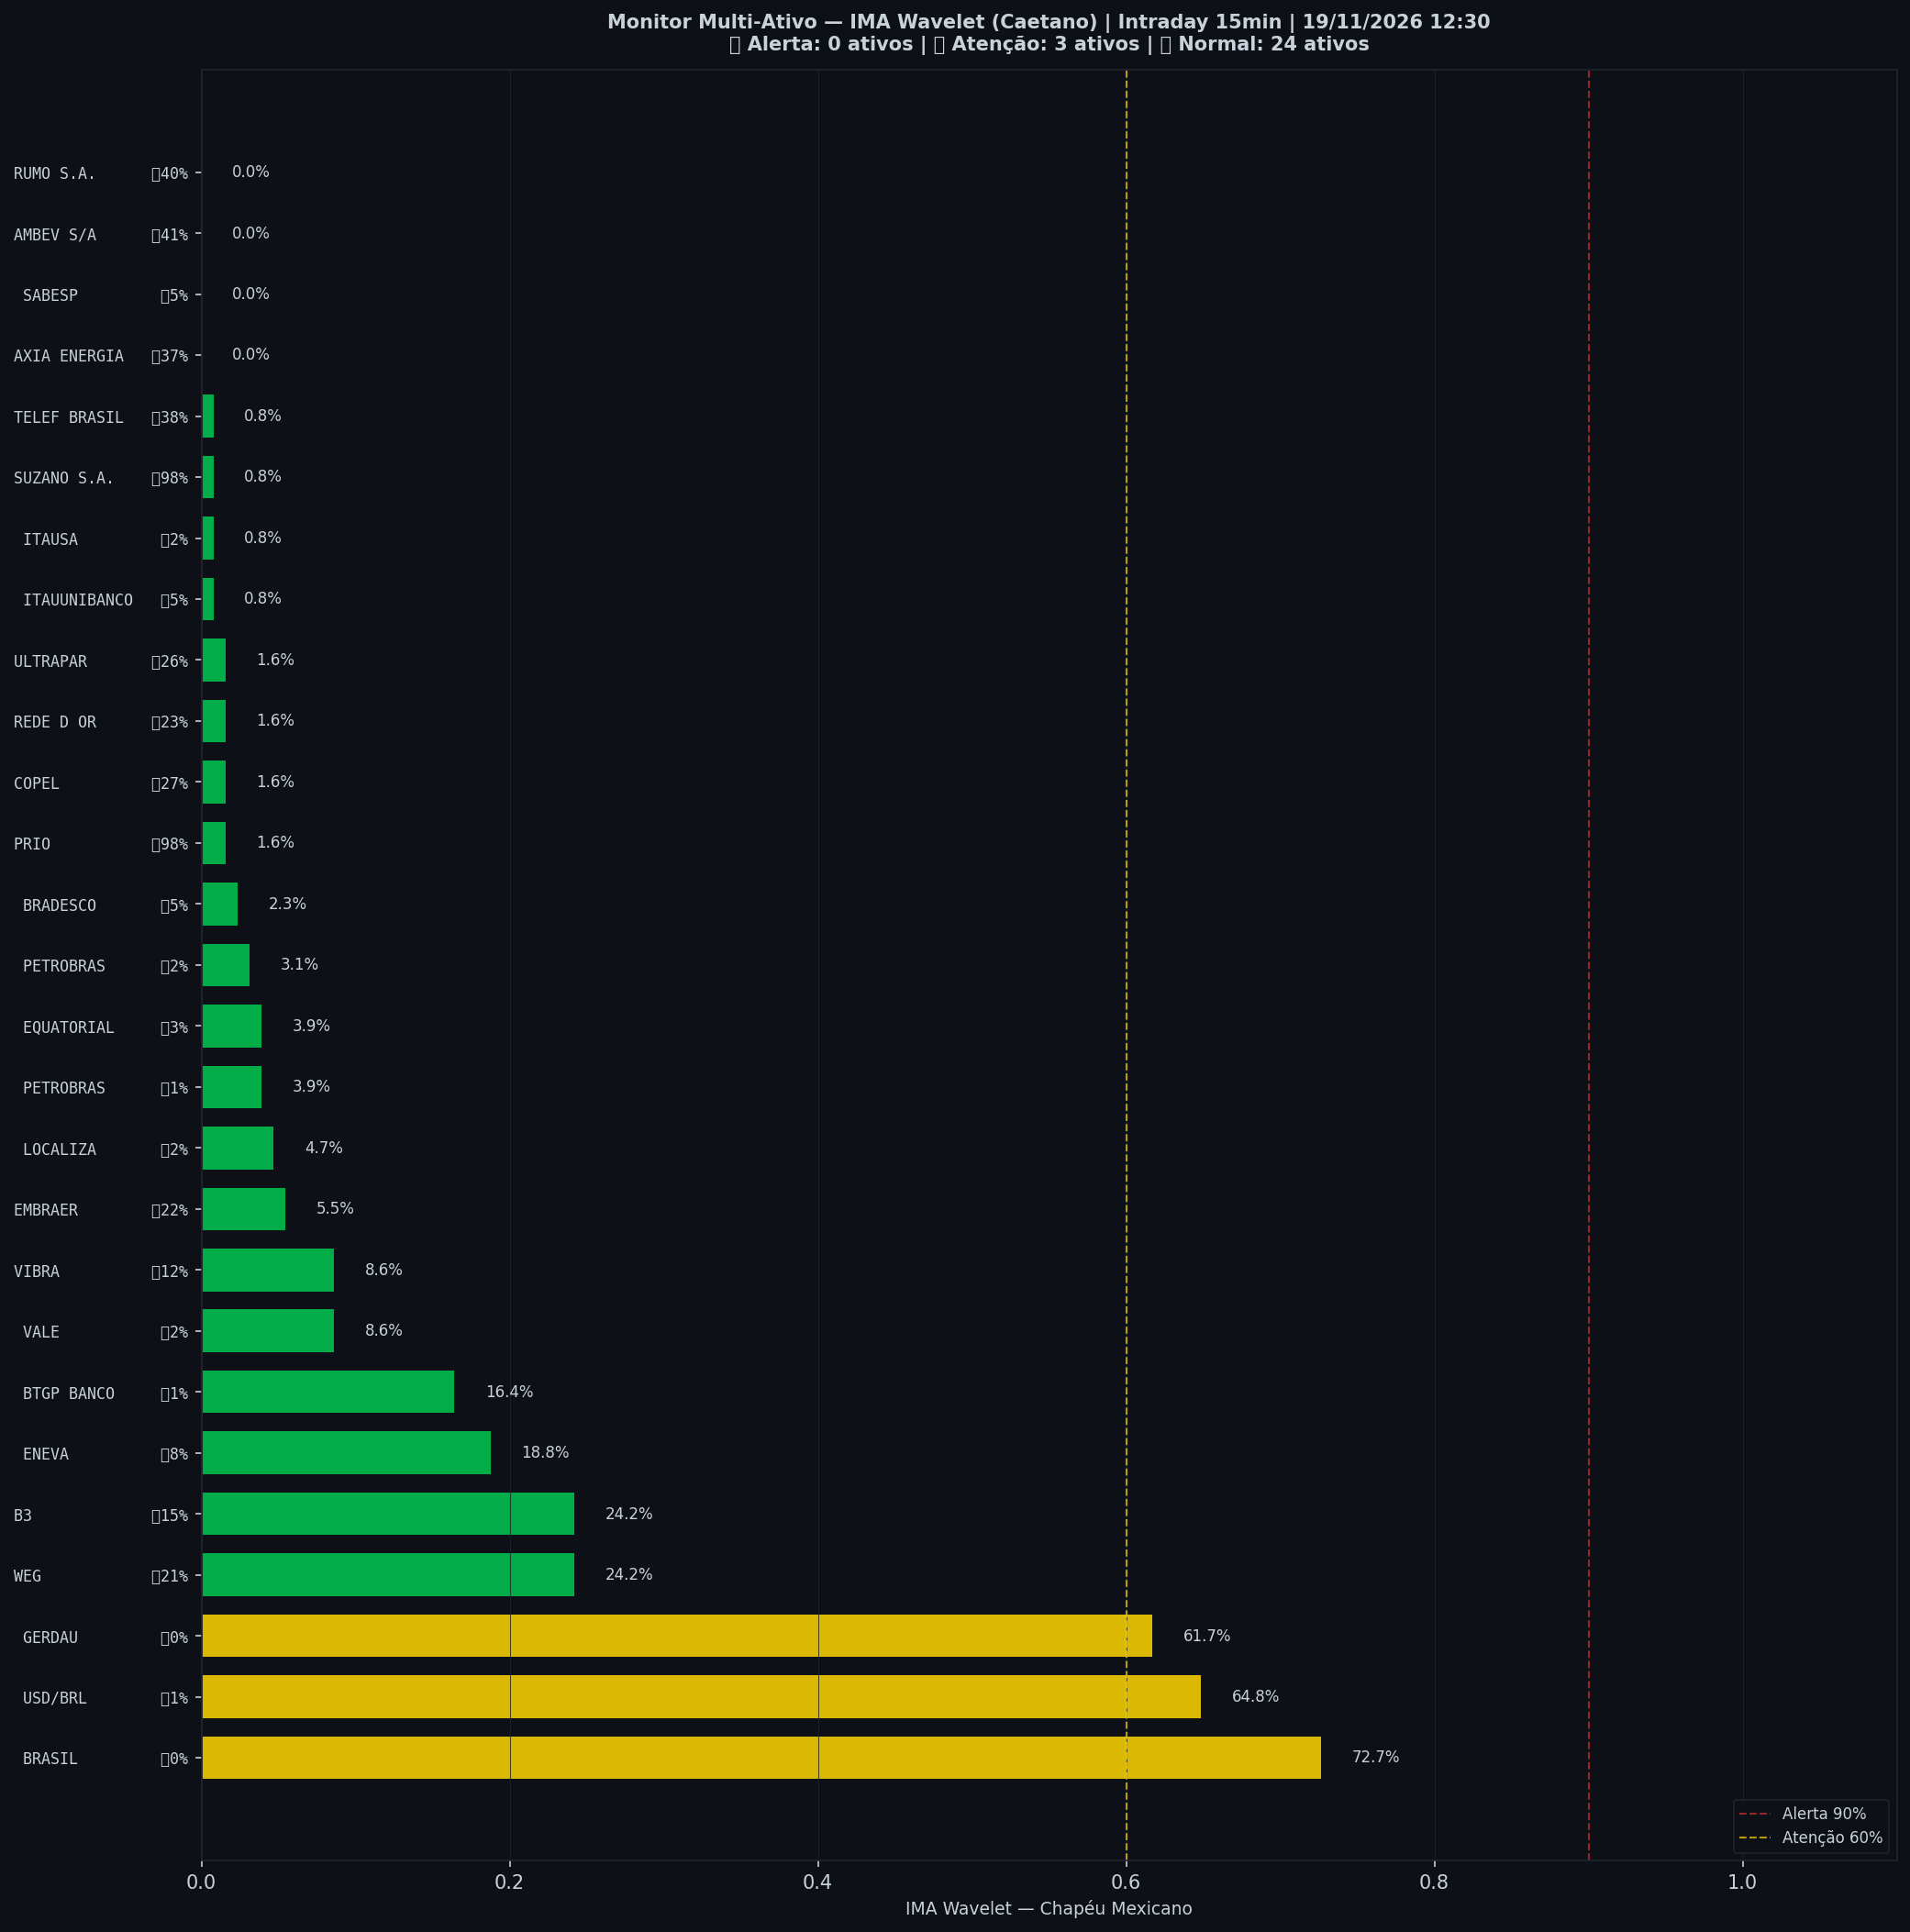 Monitor Multi-Ativo — IMA Wavelet (Caetano) | Intraday 15min | 19/11/2026 12:30
▯ Alerta: 0 ativos | ▯ Atenção: 3 ativos | ▯ Normal: 24 ativos
RUMO S.A. ▯40% 0.0%
AMBEV S/A ▯41% 0.0%
SABESP ▯5% 0.0%
AXIA ENERGIA ▯37% 0.0%
TELEF BRASIL ▯38% 0.8%
SUZANO S.A. ▯98% 0.8%
ITAUSA ▯2% 0.8%
ITAUUNIBANCO ▯5% 0.8%
ULTRAPAR ▯26% 1.6%
REDE D OR ▯23% 1.6%
COPEL ▯27% 1.6%
PRIO ▯98% 1.6%
BRADESCO ▯5% 2.3%
PETROBRAS ▯2% 3.1%
EQUATORIAL ▯3% 3.9%
PETROBRAS ▯1% 3.9%
LOCALIZA ▯2% 4.7%
EMBRAER ▯22% 5.5%
VIBRA ▯12% 8.6%
VALE ▯2% 8.6%
BTGP BANCO ▯1% 16.4%
ENEVA ▯8% 18.8%
B3 ▯15% 24.2%
WEG ▯21% 24.2%
GERDAU ▯0% 61.7%
USD/BRL ▯1% 64.8%
BRASIL ▯0% 72.7%
Alerta 90%
Atenção 60%
0.0 0.2 0.4 0.6 0.8 1.0
IMA Wavelet — Chapéu Mexicano